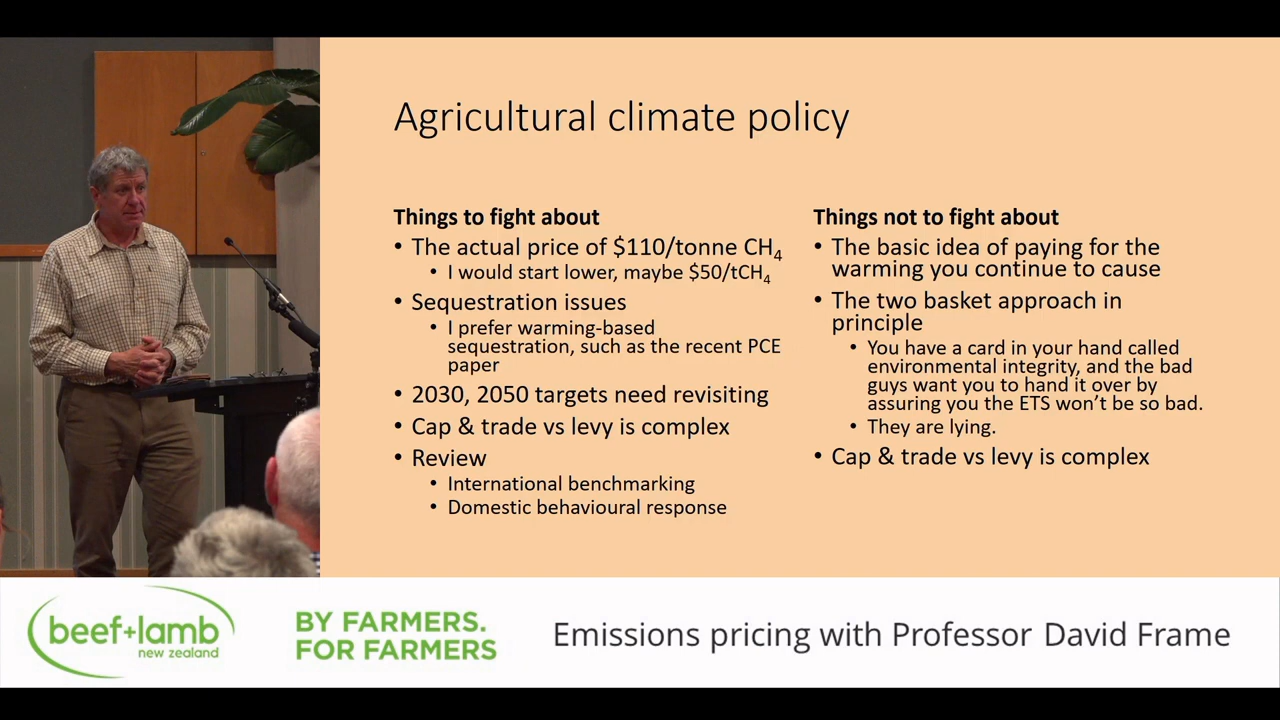 Agricultural climate policy
Things to fight about
• The actual price of $110/tonne CH₄
• I would start lower, maybe $50/tCH₄
• Sequestration issues
• I prefer warming-based
sequestration, such as the recent PCE
paper
• 2030, 2050 targets need revisiting
• Cap & trade vs levy is complex
• Review
• International benchmarking
• Domestic behavioural response
Things not to fight about
• The basic idea of paying for the
warming you continue to cause
• The two basket approach in
principle
• You have a card in your hand called
environmental integrity, and the bad
guys want you to hand it over by
assuring you the ETS won't be so bad.
• They are lying.
• Cap & trade vs levy is complex
beef+lamb
new zealand
BY FARMERS.
FOR FARMERS
Emissions pricing with Professor David Frame